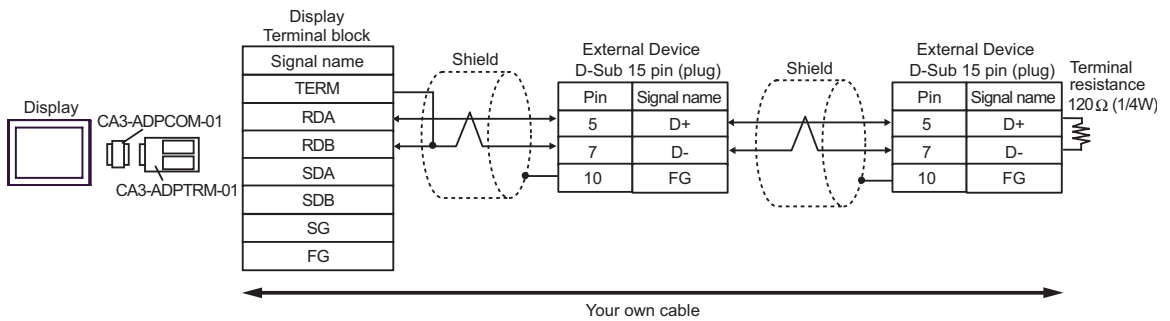 Display
CA3-ADPCOM-01
CA3-ADPTRM-01
Display
Terminal block
Signal name
TERM
RDA
RDB
SDA
SDB
SG
FG
Shield
External Device
D-Sub 15 pin (plug)
Pin Signal name
5 D+
7 D-
10 FG
Shield
External Device
D-Sub 15 pin (plug)
Pin Signal name
5 D+
7 D-
10 FG
Terminal
resistance
120Ω (1/4W)
Your own cable